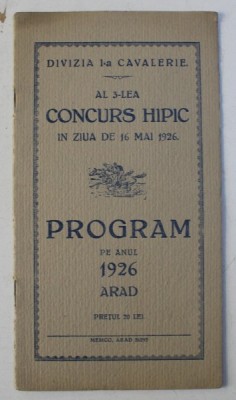 DIVIZIA I-a CAVALERIE.
AL 3-LEA
CONCURS HIPIC
IN ZIUA DE 16 MAI 1926.
PROGRAM
PE ANUL
1926
ARAD
PREȚUL 20 LEI
ARAD